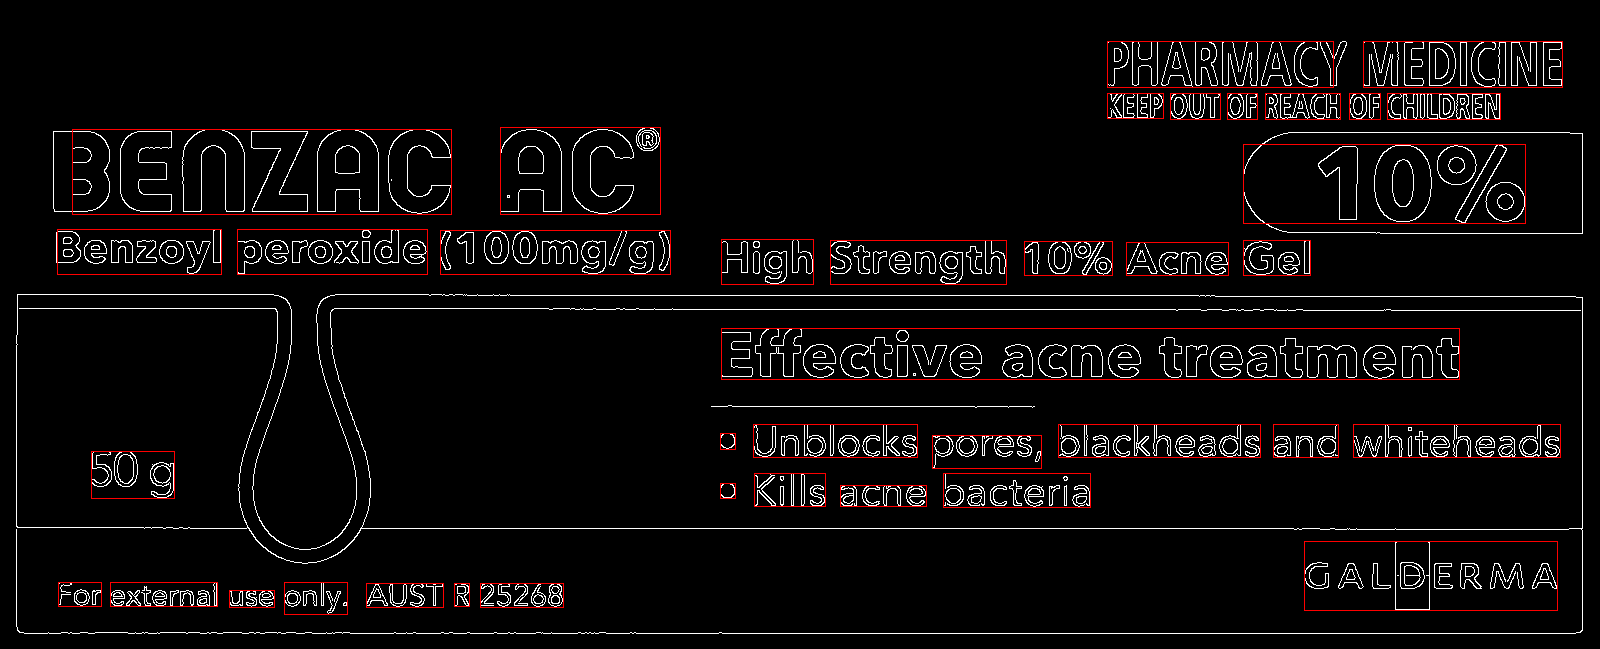 PHARMACY MEDICINE
KEEP OUT OF REACH OF CHILDREN
BENZAC AC®
10%
Benzoyl peroxide (100mg/g)
High Strength 10% Acne Gel
Effective acne treatment
• Unblocks pores, blackheads and whiteheads
• Kills acne bacteria
50 g
GALDERMA
For external use only. AUST R 25268